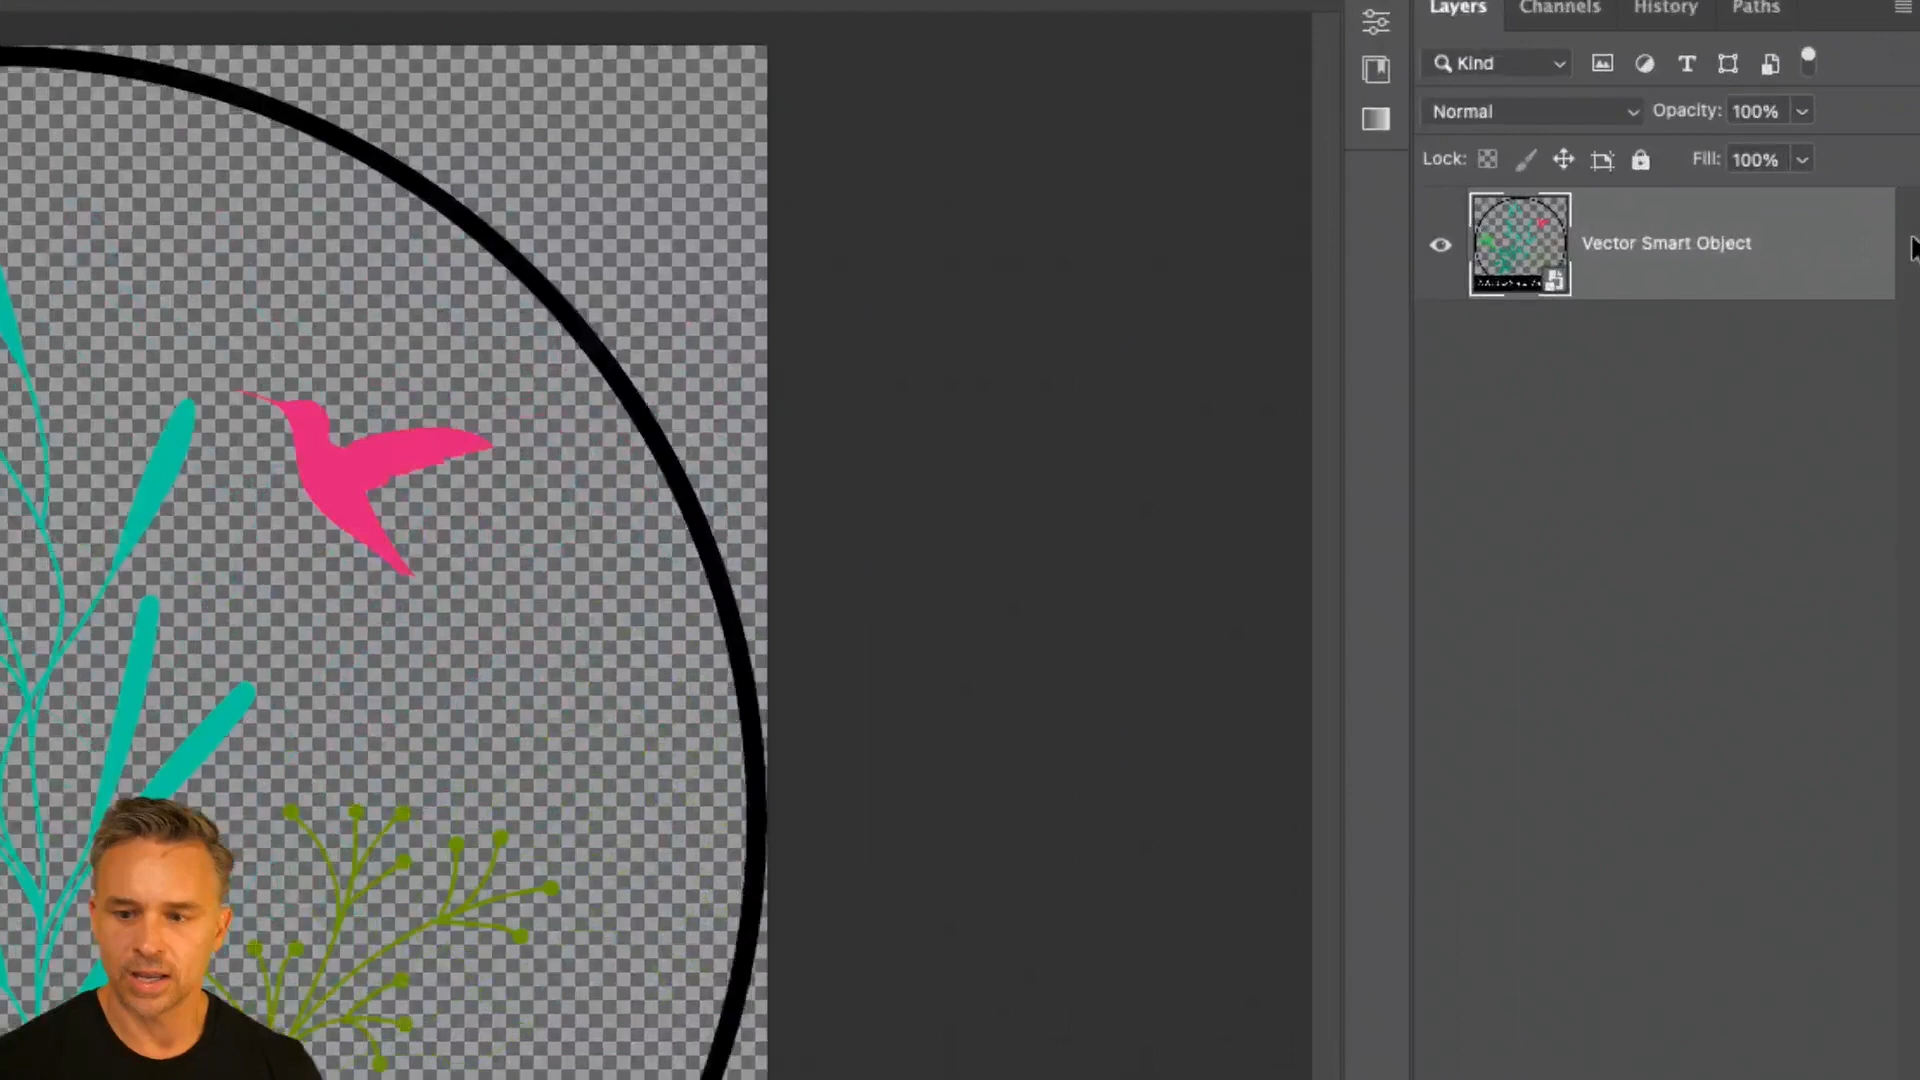 Layers Channels History Paths
Kind
Normal Opacity: 100%
Lock: Fill: 100%
Vector Smart Object